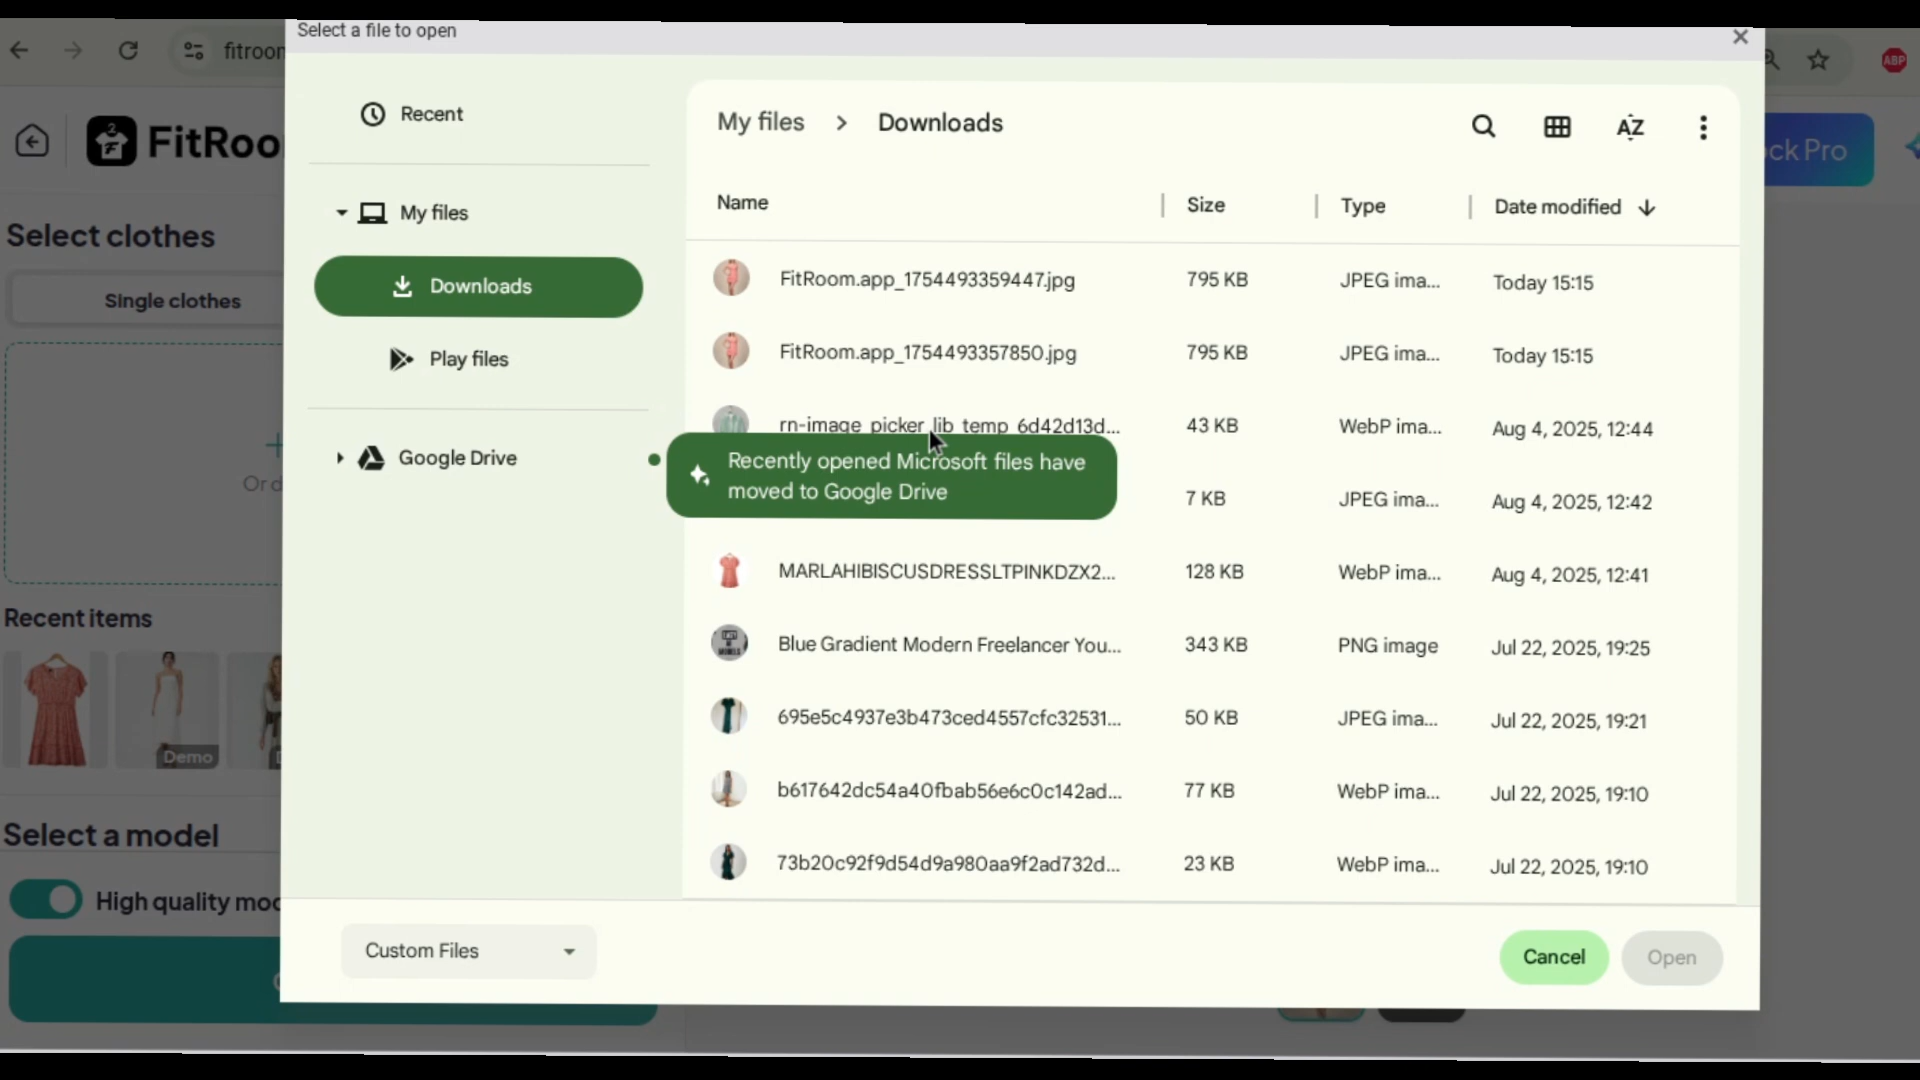 Select a file to open
fitroom
ABP
FitRoo
ck Pro
Select clothes
Single clothes
Or d
Recent items
Demo
Select a model
High quality mod
Recent
My files
Downloads
Play files
Google Drive
My files > Downloads
AZ
Name Size Type Date modified
FitRoom.app_1754493359447.jpg 795 KB JPEG ima... Today 15:15
FitRoom.app_1754493357850.jpg 795 KB JPEG ima... Today 15:15
rn-image_picker_lib_temp_6d42d13d... 43 KB WebP ima... Aug 4, 2025, 12:44
Recently opened Microsoft files have
moved to Google Drive
7 KB JPEG ima... Aug 4, 2025, 12:42
MARLAHIBISCUSDRESSLTPINKDZX2... 128 KB WebP ima... Aug 4, 2025, 12:41
Blue Gradient Modern Freelancer You... 343 KB PNG image Jul 22, 2025, 19:25
695e5c4937e3b473ced4557cfc32531... 50 KB JPEG ima... Jul 22, 2025, 19:21
b617642dc54a40fbab56e6c0c142ad... 77 KB WebP ima... Jul 22, 2025, 19:10
73b20c92f9d54d9a980aa9f2ad732d... 23 KB WebP ima... Jul 22, 2025, 19:10
Custom Files
Cancel
Open